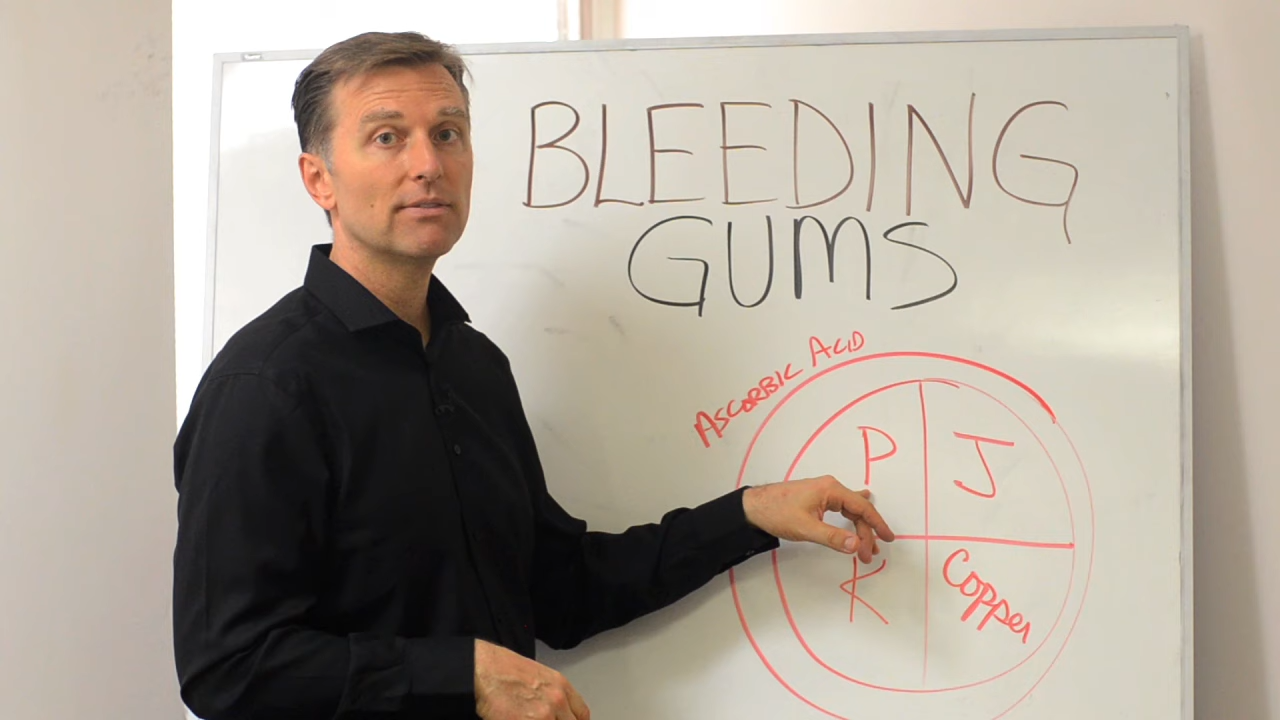 BLEEDING
GUMS
ASCORBIC ACID
P J
K Copper